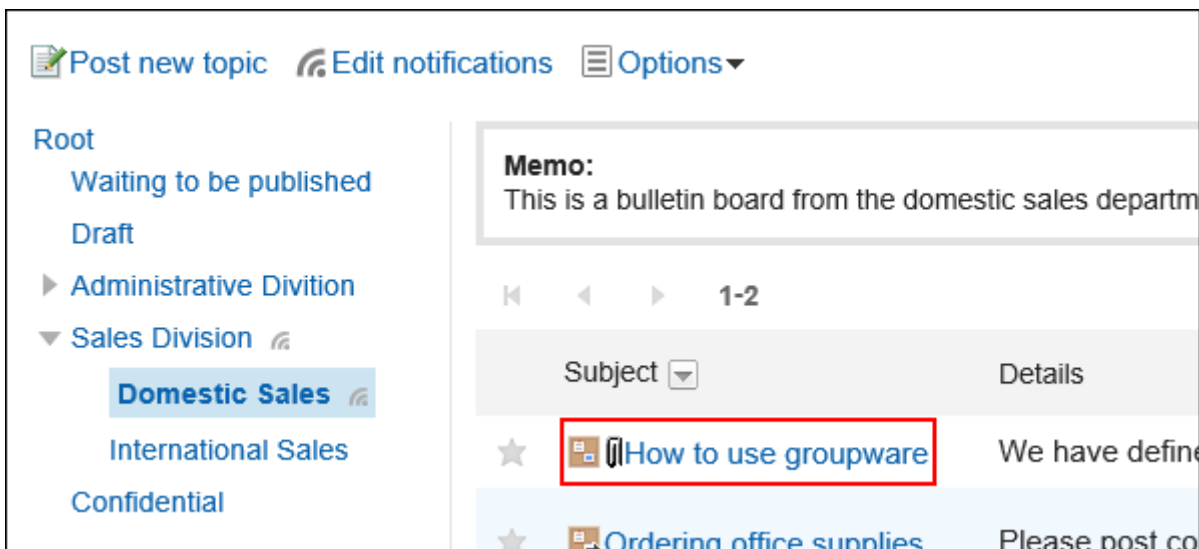 Post new topic Edit notifications Options
Root
Waiting to be published
Draft
Administrative Divition
Sales Division
Domestic Sales
International Sales
Confidential
Memo:
This is a bulletin board from the domestic sales departm
1-2
Subject Details
How to use groupware We have define
Ordering office supplies Please post co